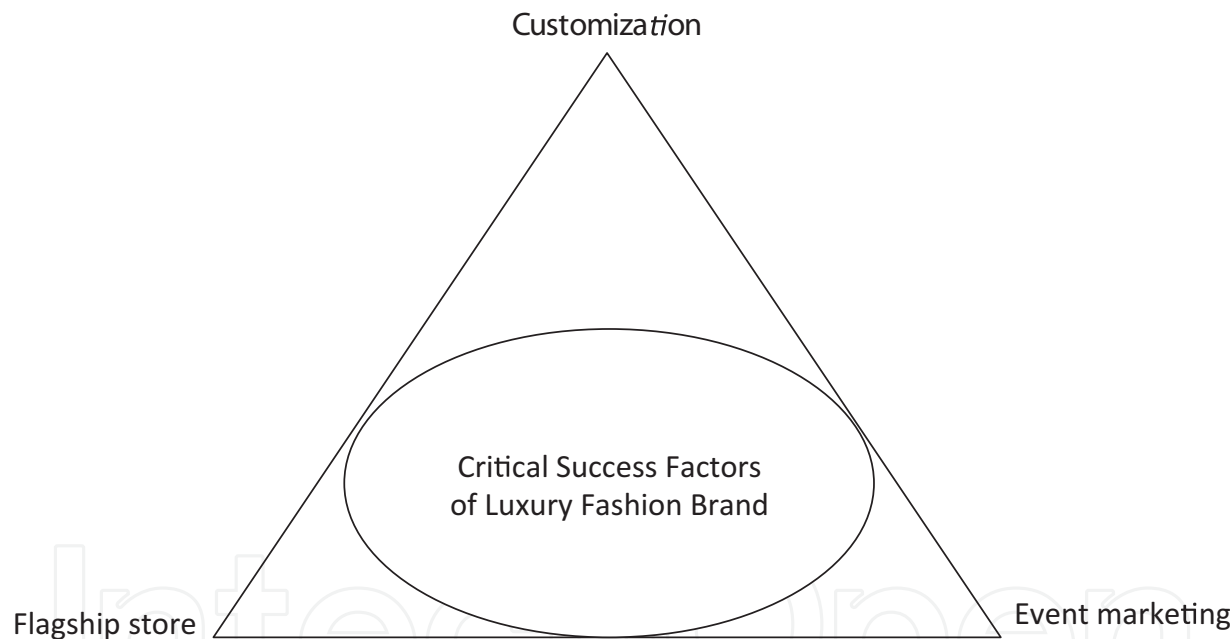 Customization
Critical Success Factors
of Luxury Fashion Brand
Flagship store
Event marketing